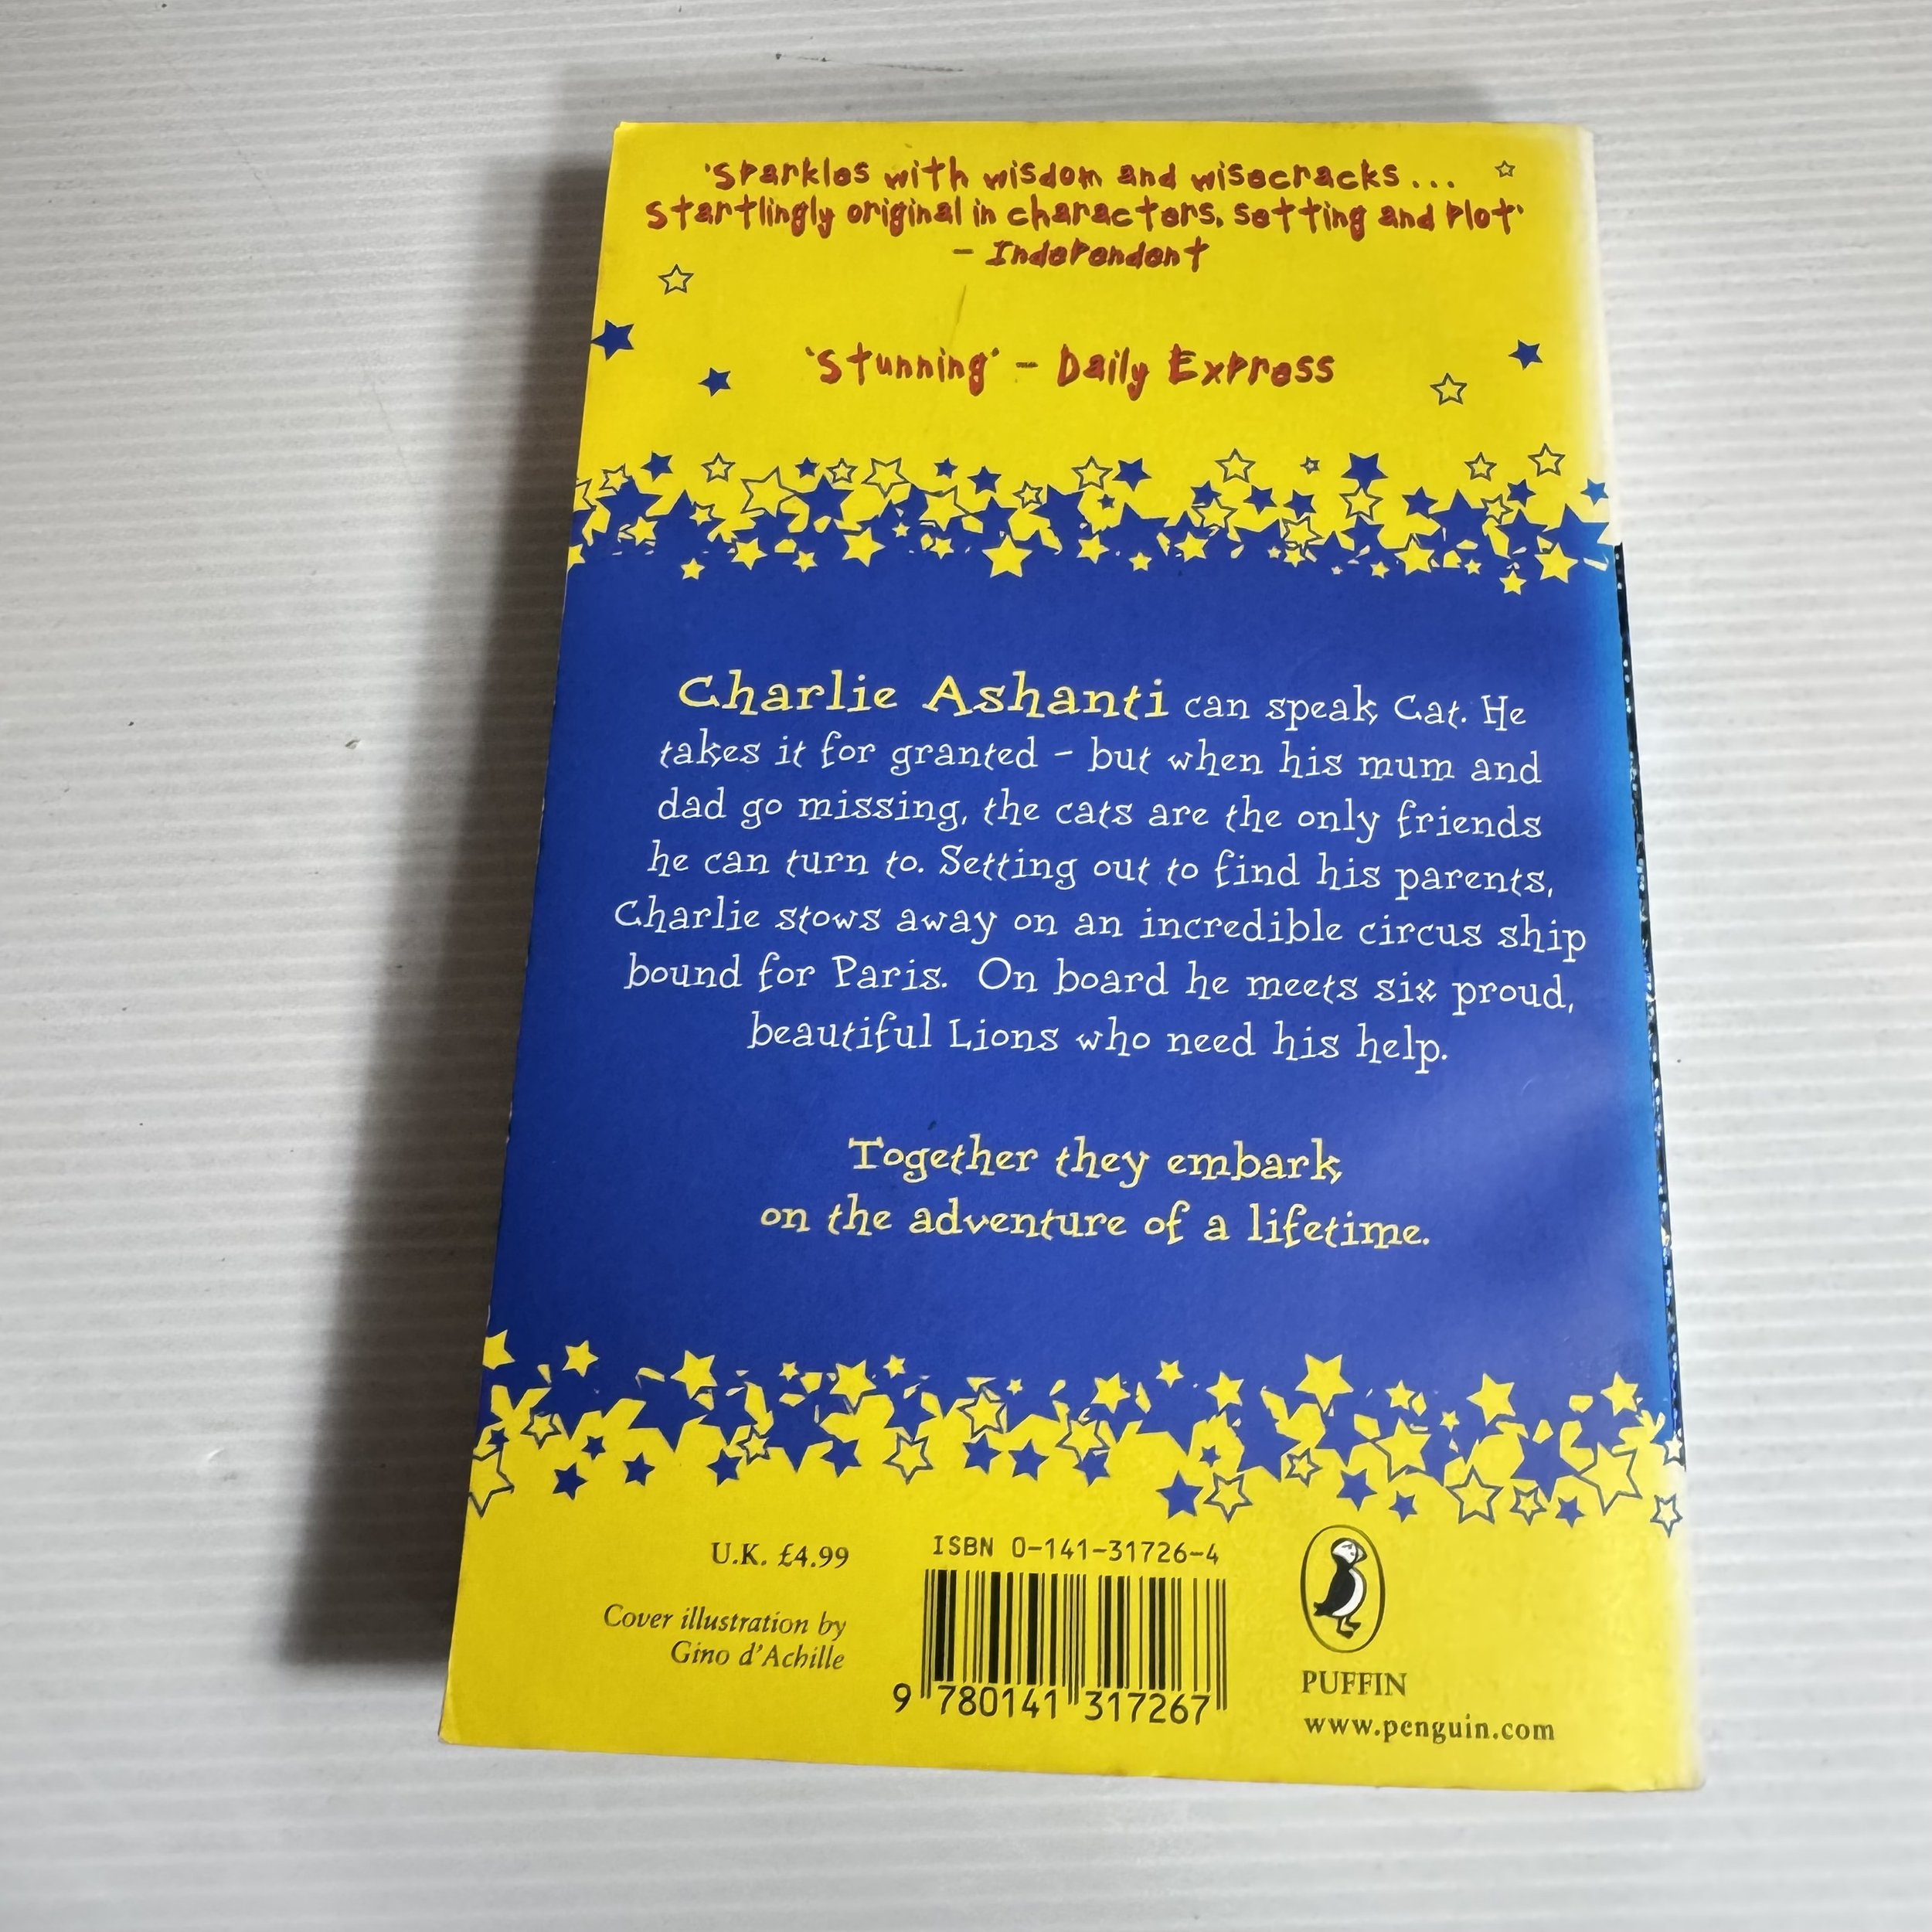 'Sparkles with wisdom and wisecracks...
Startlingly original in characters, setting and plot'
– Independent
'Stunning' – Daily Express
Charlie Ashanti can speak Cat. He
takes it for granted – but when his mum and
dad go missing, the cats are the only friends
he can turn to. Setting out to find his parents,
Charlie stows away on an incredible circus ship
bound for Paris. On board he meets six proud,
beautiful Lions who need his help.
Together they embark
on the adventure of a lifetime.
U.K. £4.99
Cover illustration by
Gino d'Achille
ISBN 0-141-31726-4
9 780141 317267
PUFFIN
www.penguin.com